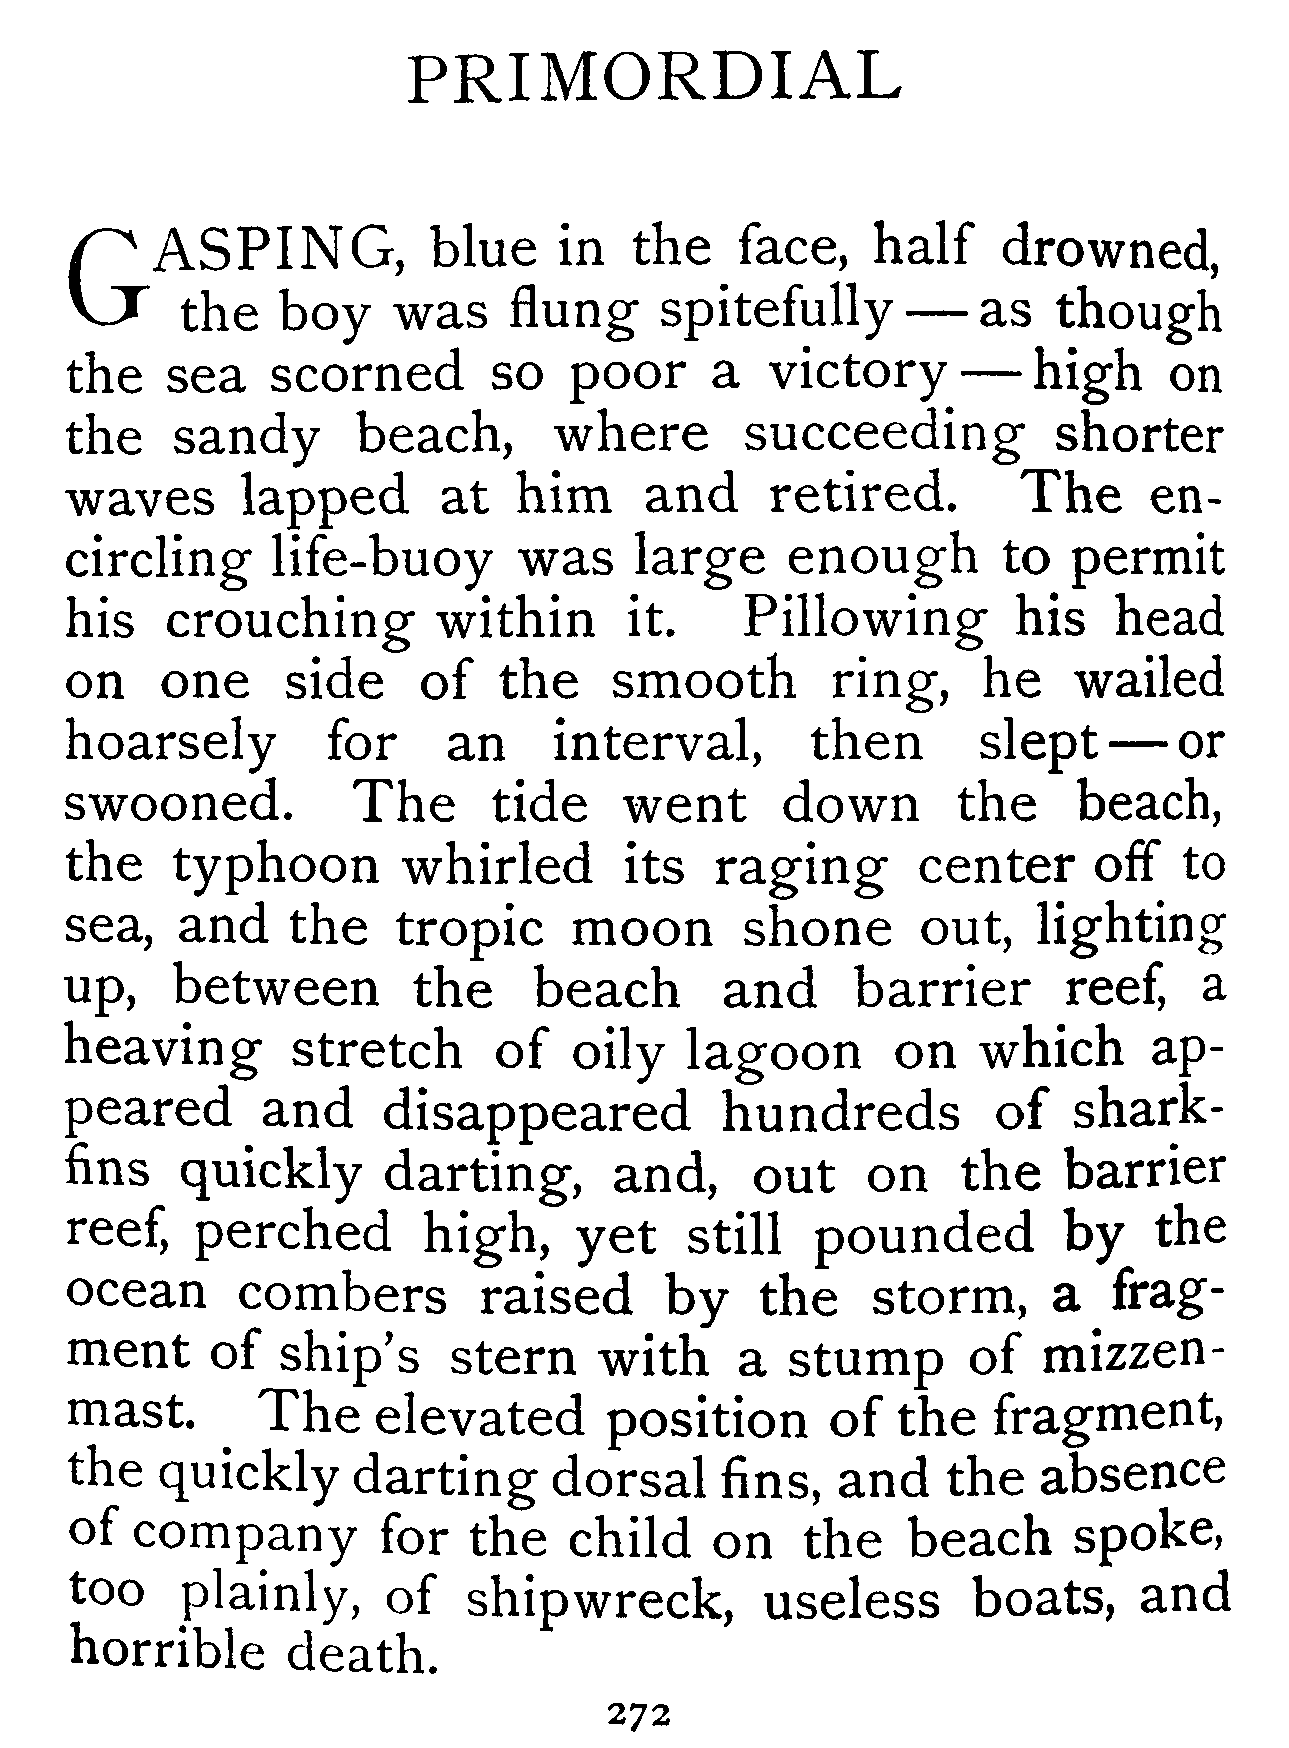 PRIMORDIAL
GASPING, blue in the face, half drowned,
the boy was flung spitefully — as though
the sea scorned so poor a victory — high on
the sandy beach, where succeeding shorter
waves lapped at him and retired. The en-
circling life-buoy was large enough to permit
his crouching within it. Pillowing his head
on one side of the smooth ring, he wailed
hoarsely for an interval, then slept — or
swooned. The tide went down the beach,
the typhoon whirled its raging center off to
sea, and the tropic moon shone out, lighting
up, between the beach and barrier reef, a
heaving stretch of oily lagoon on which ap-
peared and disappeared hundreds of shark-
fins quickly darting, and, out on the barrier
reef, perched high, yet still pounded by the
ocean combers raised by the storm, a frag-
ment of ship's stern with a stump of mizzen-
mast. The elevated position of the fragment,
the quickly darting dorsal fins, and the absence
of company for the child on the beach spoke,
too plainly, of shipwreck, useless boats, and
horrible death.
272